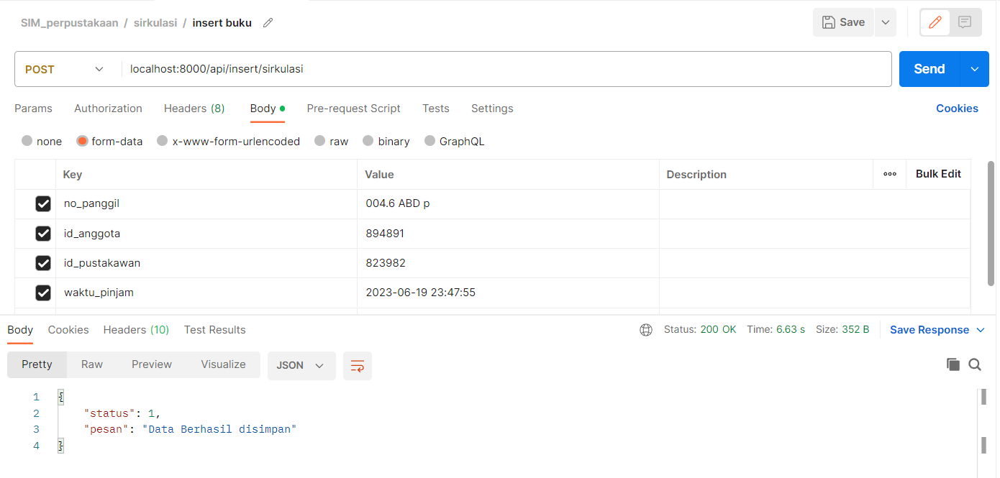 SIM_perpustakaan / sirkulasi / insert buku
Save
POST localhost:8000/api/insert/sirkulasi Send
Params Authorization Headers (8) Body Pre-request Script Tests Settings Cookies
none form-data x-www-form-urlencoded raw binary GraphQL
Key Value Description ooo Bulk Edit
no_panggil 004.6 ABD p
id_anggota 894891
id_pustakawan 823982
waktu_pinjam 2023-06-19 23:47:55
Body Cookies Headers (10) Test Results Status: 200 OK Time: 6.63 s Size: 352 B Save Response
Pretty Raw Preview Visualize JSON
1 {
2 "status": 1,
3 "pesan": "Data Berhasil disimpan"
4 }